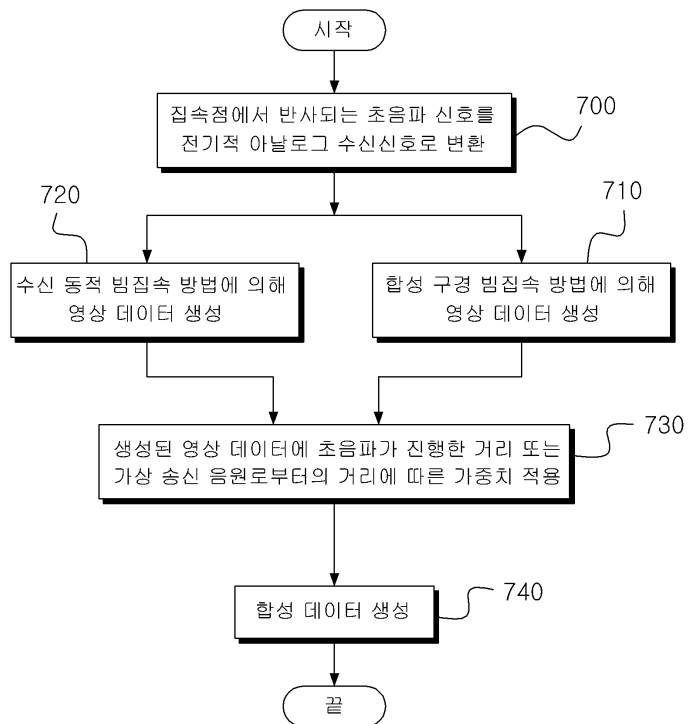 시작
집속점에서 반사되는 초음파 신호를
전기적 아날로그 수신신호로 변환
700
720
710
수신 동적 빔집속 방법에 의해
영상 데이터 생성
합성 구경 빔집속 방법에 의해
영상 데이터 생성
생성된 영상 데이터에 초음파가 진행한 거리 또는
가상 송신 음원로부터의 거리에 따른 가중치 적용
730
합성 데이터 생성
740
끝